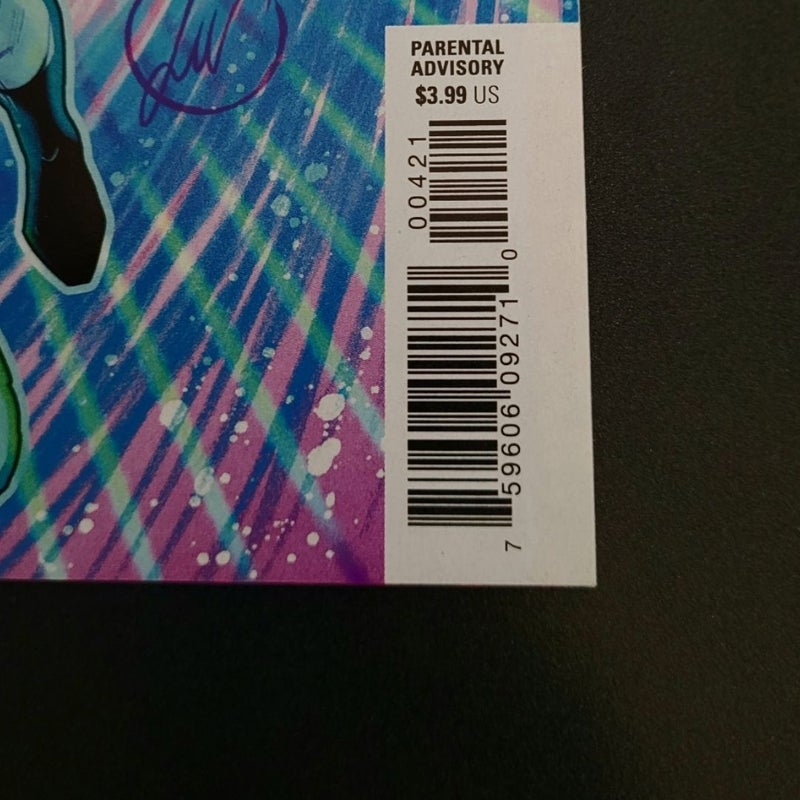 PARENTAL
ADVISORY
$3.99 US
00421
7 59606 09271 0